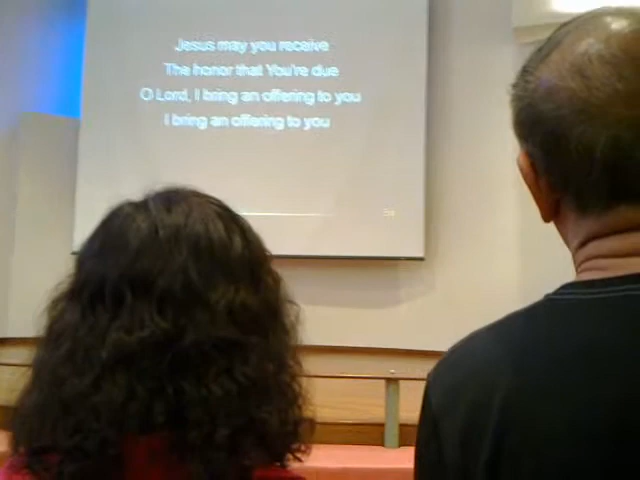 Jesus may you receive
The honor that You're due
O Lord, I bring an offering to you
I bring an offering to you